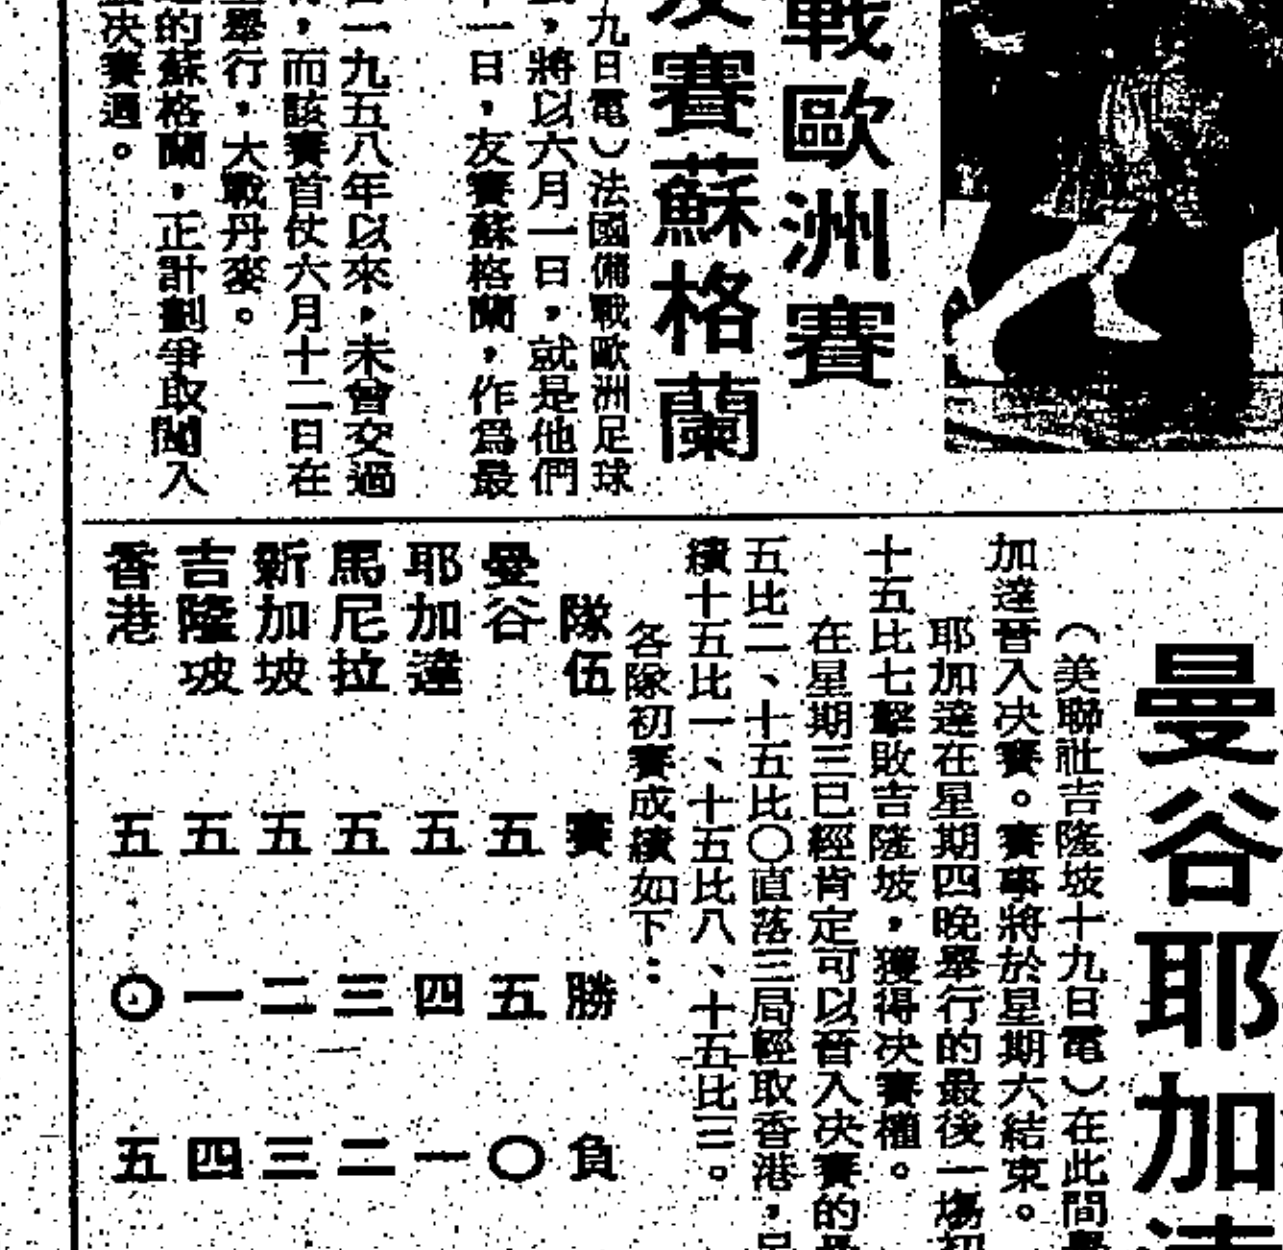 戰歐洲賽
友賽蘇格蘭
九日電）法國備戰歐洲足球
，將以六月一日，就是他們
一日，友賽蘇格蘭，作為最
一九五八年以來，未曾交過
，而該賽首仗六月十二日在
舉行，大戰丹麥。
的蘇格蘭，正計劃爭取闖入
決賽週。
曼谷耶加達
（美聯社吉隆坡十九日電）在此間舉
加達晉入決賽。賽事將於星期六結束。
耶加達在星期四晚舉行的最後一場初
十五比七擊敗吉隆坡，獲得決賽權。
在星期三已經肯定可以晉入決賽的曼
五比二、十五比〇直落三局輕取香港，另
續十五比一、十五比八、十五比三。
各隊初賽成績如下：
隊伍 賽 勝 負
曼谷 五 五 〇
耶加達 五 四 一
馬尼拉 五 三 二
新加坡 五 二 三
吉隆坡 五 一 四
香港 五 〇 五